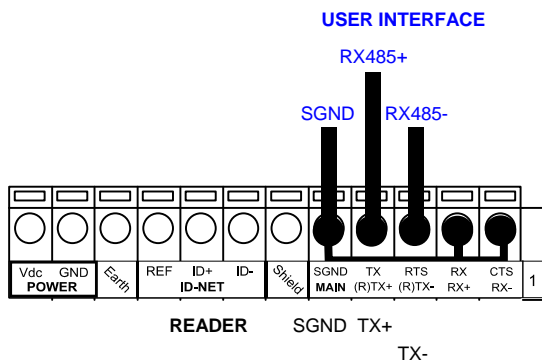 USER INTERFACE
RX485+
SGND RX485-
Vdc GND Earth REF ID+ ID- Shield SGND TX RTS RX CTS
POWER ID-NET MAIN (R)TX+ (R)TX- RX+ RX- 1
READER SGND TX+
TX-